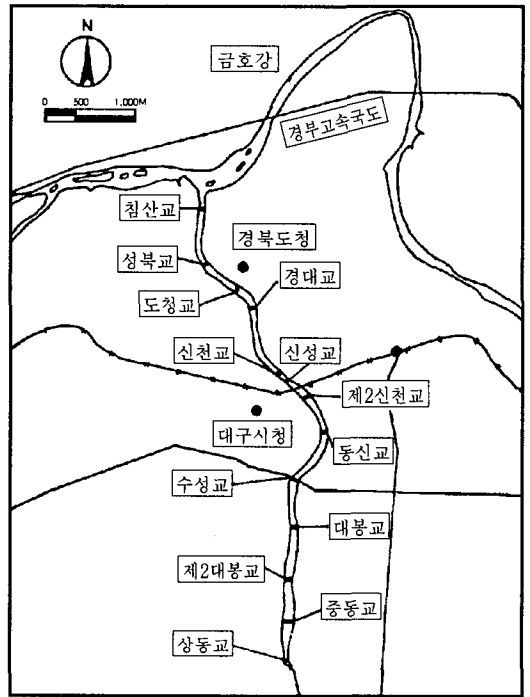 N
금호강
0 500 1,000M
경부고속국도
침산교
경북도청
성북교
경대교
도청교
신천교
신성교
제2신천교
대구시청
동신교
수성교
대봉교
제2대봉교
중동교
상동교